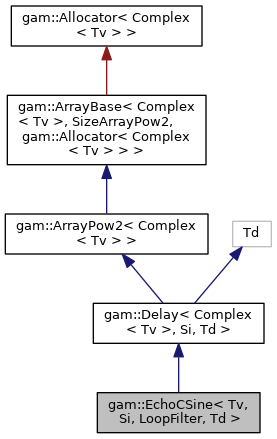 gam::Allocator< Complex
< Tv > >
gam::ArrayBase< Complex
< Tv >, SizeArrayPow2,
gam::Allocator< Complex
< Tv > > >
gam::ArrayPow2< Complex
< Tv > >
Td
gam::Delay< Complex
< Tv >, Si, Td >
gam::EchoCSine< Tv,
Si, LoopFilter, Td >